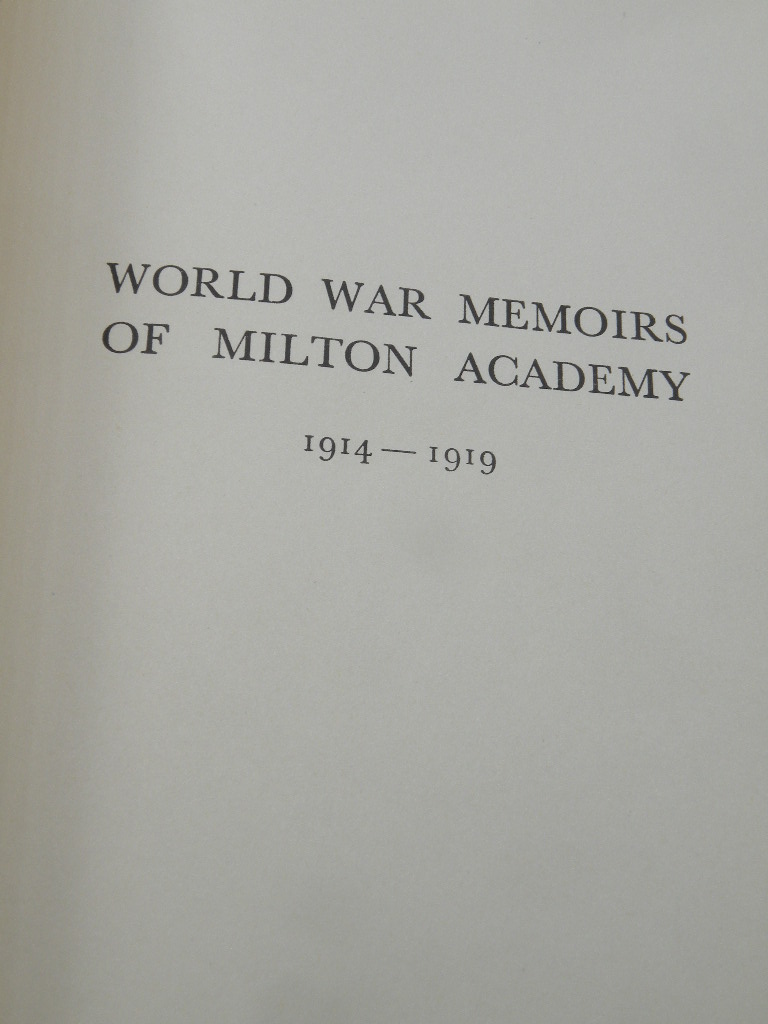 WORLD WAR MEMOIRS
OF MILTON ACADEMY
1914 — 1919